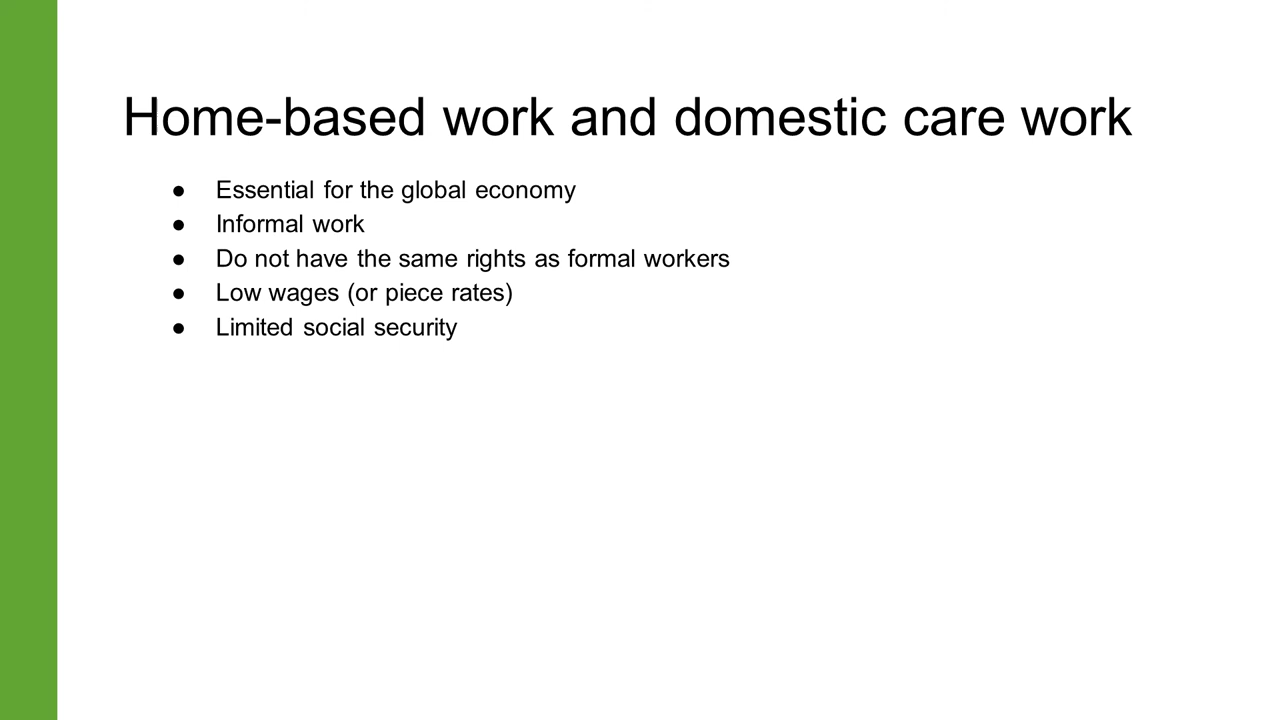 Home-based work and domestic care work
● Essential for the global economy
● Informal work
● Do not have the same rights as formal workers
● Low wages (or piece rates)
● Limited social security